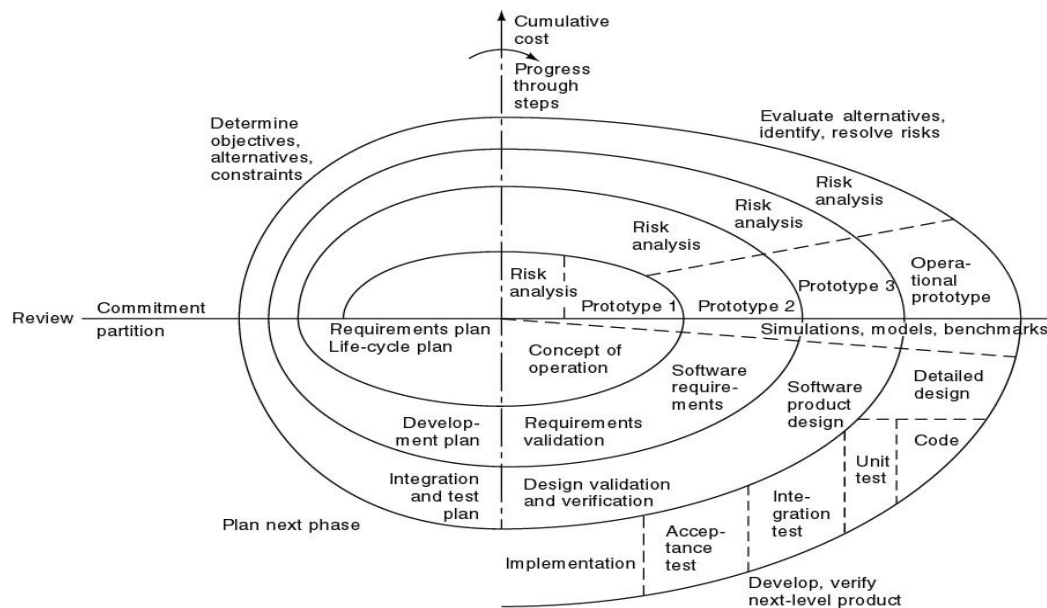 Cumulative
cost
Progress
through
steps
Determine
objectives,
alternatives,
constraints
Evaluate alternatives,
identify, resolve risks
Risk
analysis
Risk
analysis
Risk
analysis
Risk
analysis
Prototype 1
Prototype 2
Prototype 3
Opera-
tional
prototype
Review
Commitment
partition
Requirements plan
Life-cycle plan
Simulations, models, benchmarks
Concept of
operation
Software
require-
ments
Software
product
design
Detailed
design
Develop-
ment plan
Requirements
validation
Code
Unit
test
Integration
and test
plan
Design validation
and verification
Inte-
gration
test
Accep-
tance
test
Implementation
Plan next phase
Develop, verify
next-level product